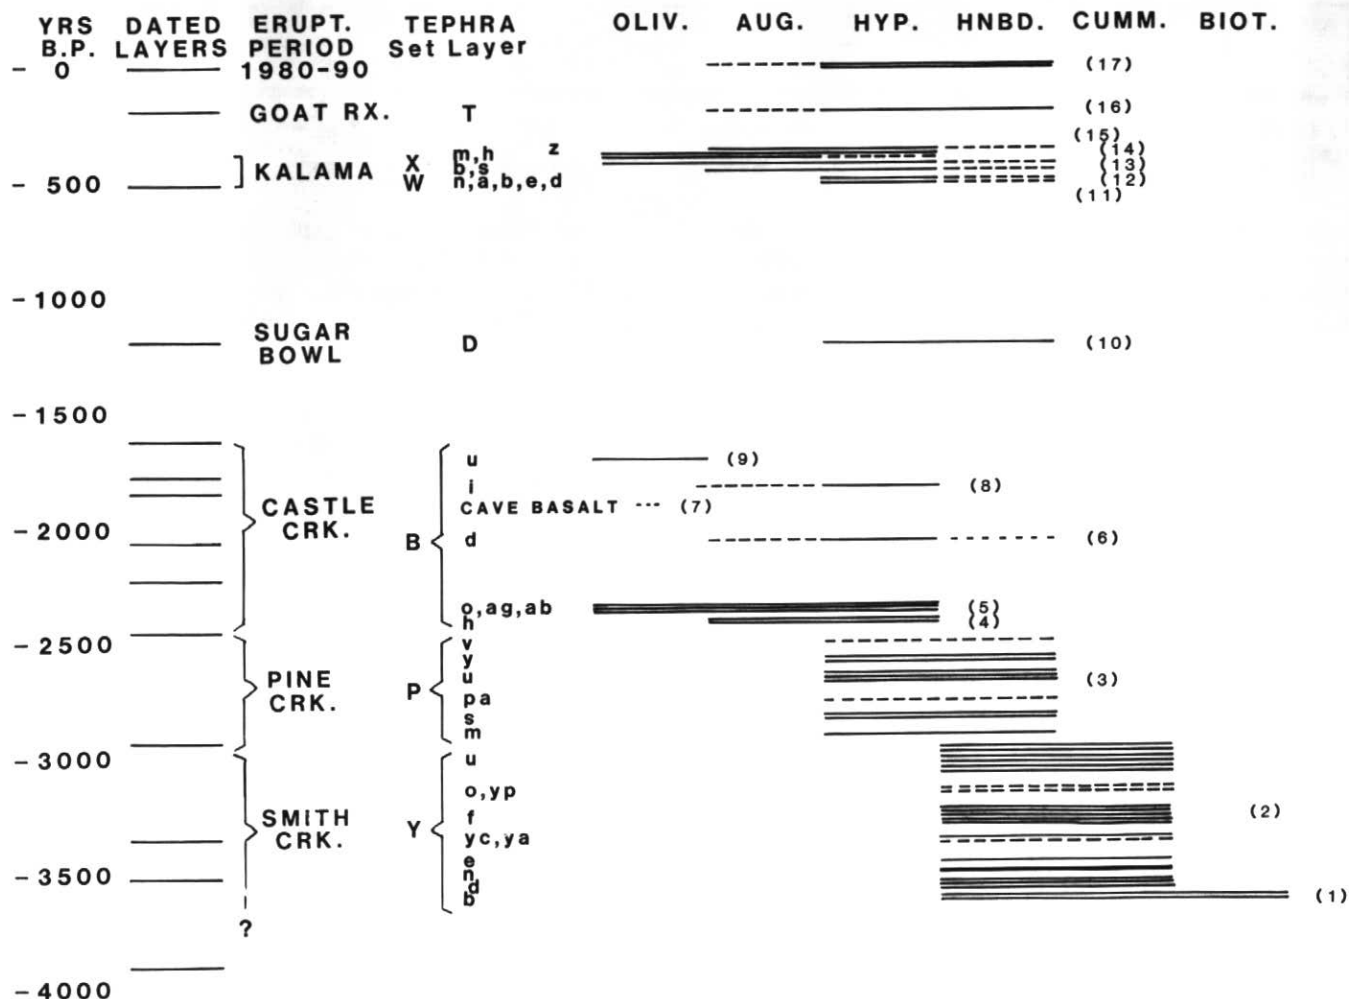 YRS DATED ERUPT. TEPHRA OLIV. AUG. HYP. HNBD. CUMM. BIOT.
B.P. LAYERS PERIOD Set Layer
- 0 1980-90 (17)
GOAT RX. T (16)
(15)
m,h z (14)
KALAMA X b,s (13)
- 500 W n,a,b,e,d (12)
(11)
- 1000
SUGAR
BOWL D (10)
- 1500
u (9)
i (8)
CASTLE CAVE BASALT --- (7)
- 2000 CRK.
B d (6)
o,ag,ab (5)
h (4)
- 2500 v
y
PINE u (3)
CRK. P pa
s
m
- 3000 u
o,yp
SMITH f (2)
CRK. Y yc,ya
e
- 3500 n
d
b (1)
?
- 4000